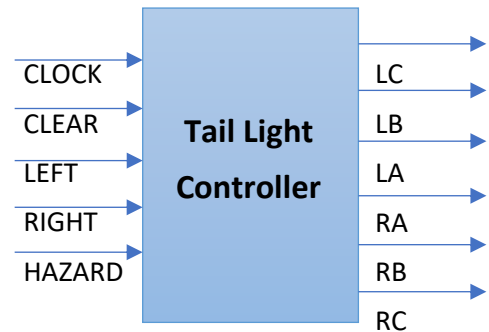 CLOCK
CLEAR
LEFT
RIGHT
HAZARD
Tail Light
Controller
LC
LB
LA
RA
RB
RC